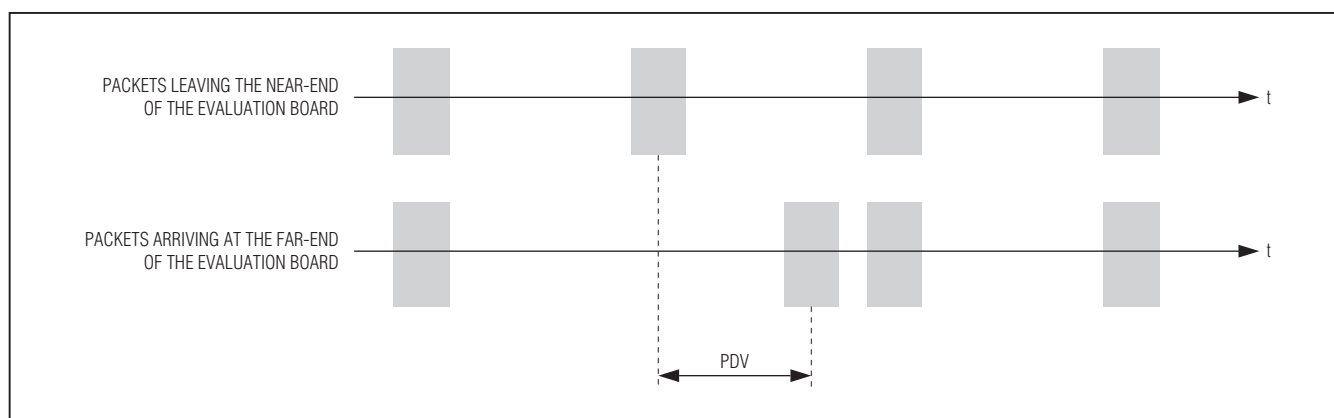 PACKETS LEAVING THE NEAR-END
OF THE EVALUATION BOARD
t
PACKETS ARRIVING AT THE FAR-END
OF THE EVALUATION BOARD
t
PDV